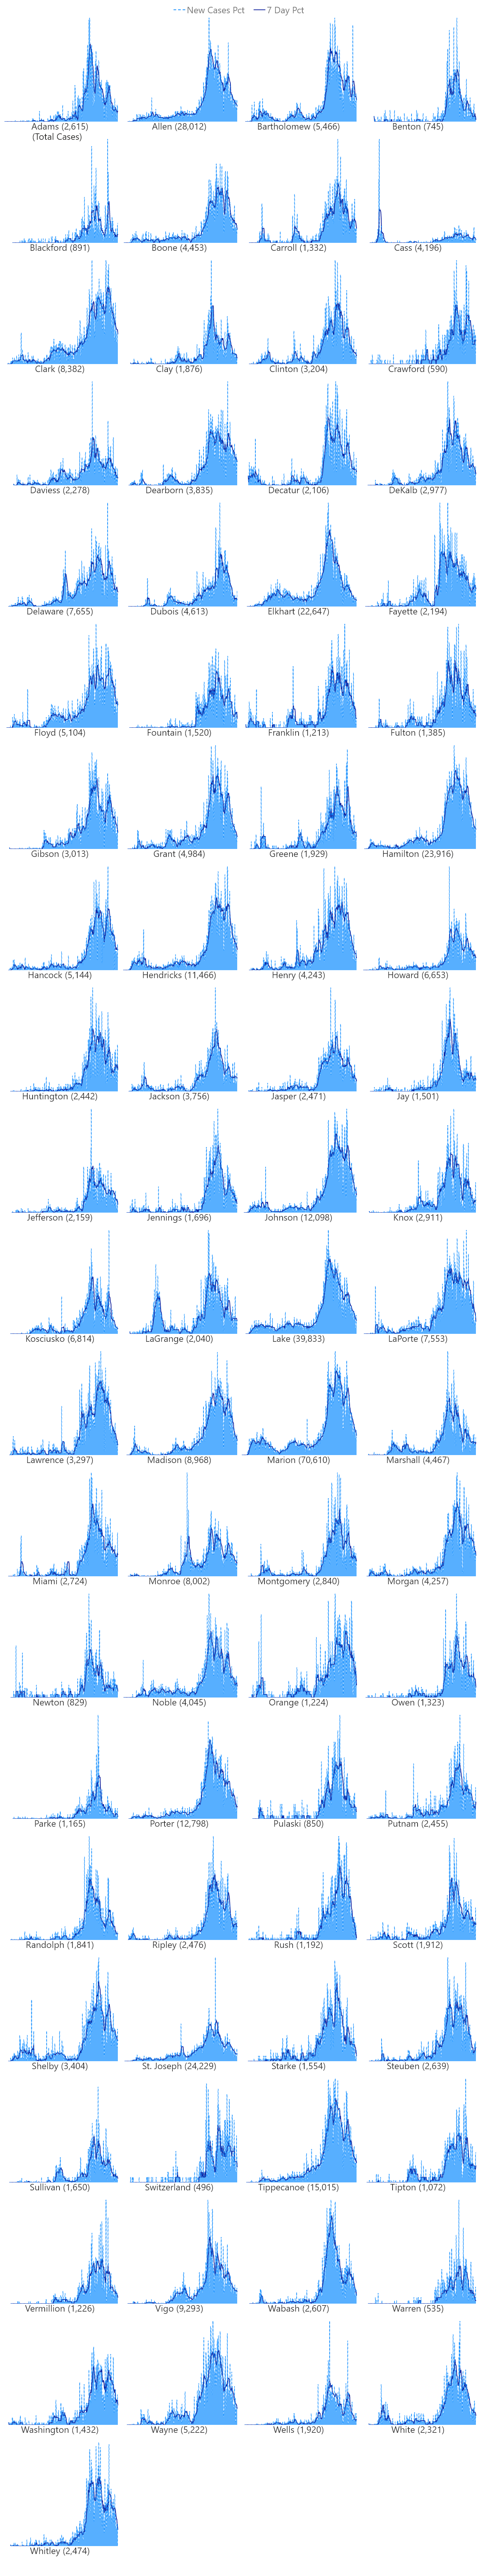 New Cases Pct 7 Day Pct
Adams (2,615) Allen (28,012) Bartholomew (5,466) Benton (745)
(Total Cases)
Blackford (891) Boone (4,453) Carroll (1,332) Cass (4,196)
Clark (8,382) Clay (1,876) Clinton (3,204) Crawford (590)
Daviess (2,278) Dearborn (3,835) Decatur (2,106) DeKalb (2,977)
Delaware (7,655) Dubois (4,613) Elkhart (22,647) Fayette (2,194)
Floyd (5,104) Fountain (1,520) Franklin (1,213) Fulton (1,385)
Gibson (3,013) Grant (4,984) Greene (1,929) Hamilton (23,916)
Hancock (5,144) Hendricks (11,466) Henry (4,243) Howard (6,653)
Huntington (2,442) Jackson (3,756) Jasper (2,471) Jay (1,501)
Jefferson (2,159) Jennings (1,696) Johnson (12,098) Knox (2,911)
Kosciusko (6,814) LaGrange (2,040) Lake (39,833) LaPorte (7,553)
Lawrence (3,297) Madison (8,968) Marion (70,610) Marshall (4,467)
Miami (2,724) Monroe (8,002) Montgomery (2,840) Morgan (4,257)
Newton (829) Noble (4,045) Orange (1,224) Owen (1,323)
Parke (1,165) Porter (12,798) Pulaski (850) Putnam (2,455)
Randolph (1,841) Ripley (2,476) Rush (1,192) Scott (1,912)
Shelby (3,404) St. Joseph (24,229) Starke (1,554) Steuben (2,639)
Sullivan (1,650) Switzerland (496) Tippecanoe (15,015) Tipton (1,072)
Vermillion (1,226) Vigo (9,293) Wabash (2,607) Warren (535)
Washington (1,432) Wayne (5,222) Wells (1,920) White (2,321)
Whitley (2,474)